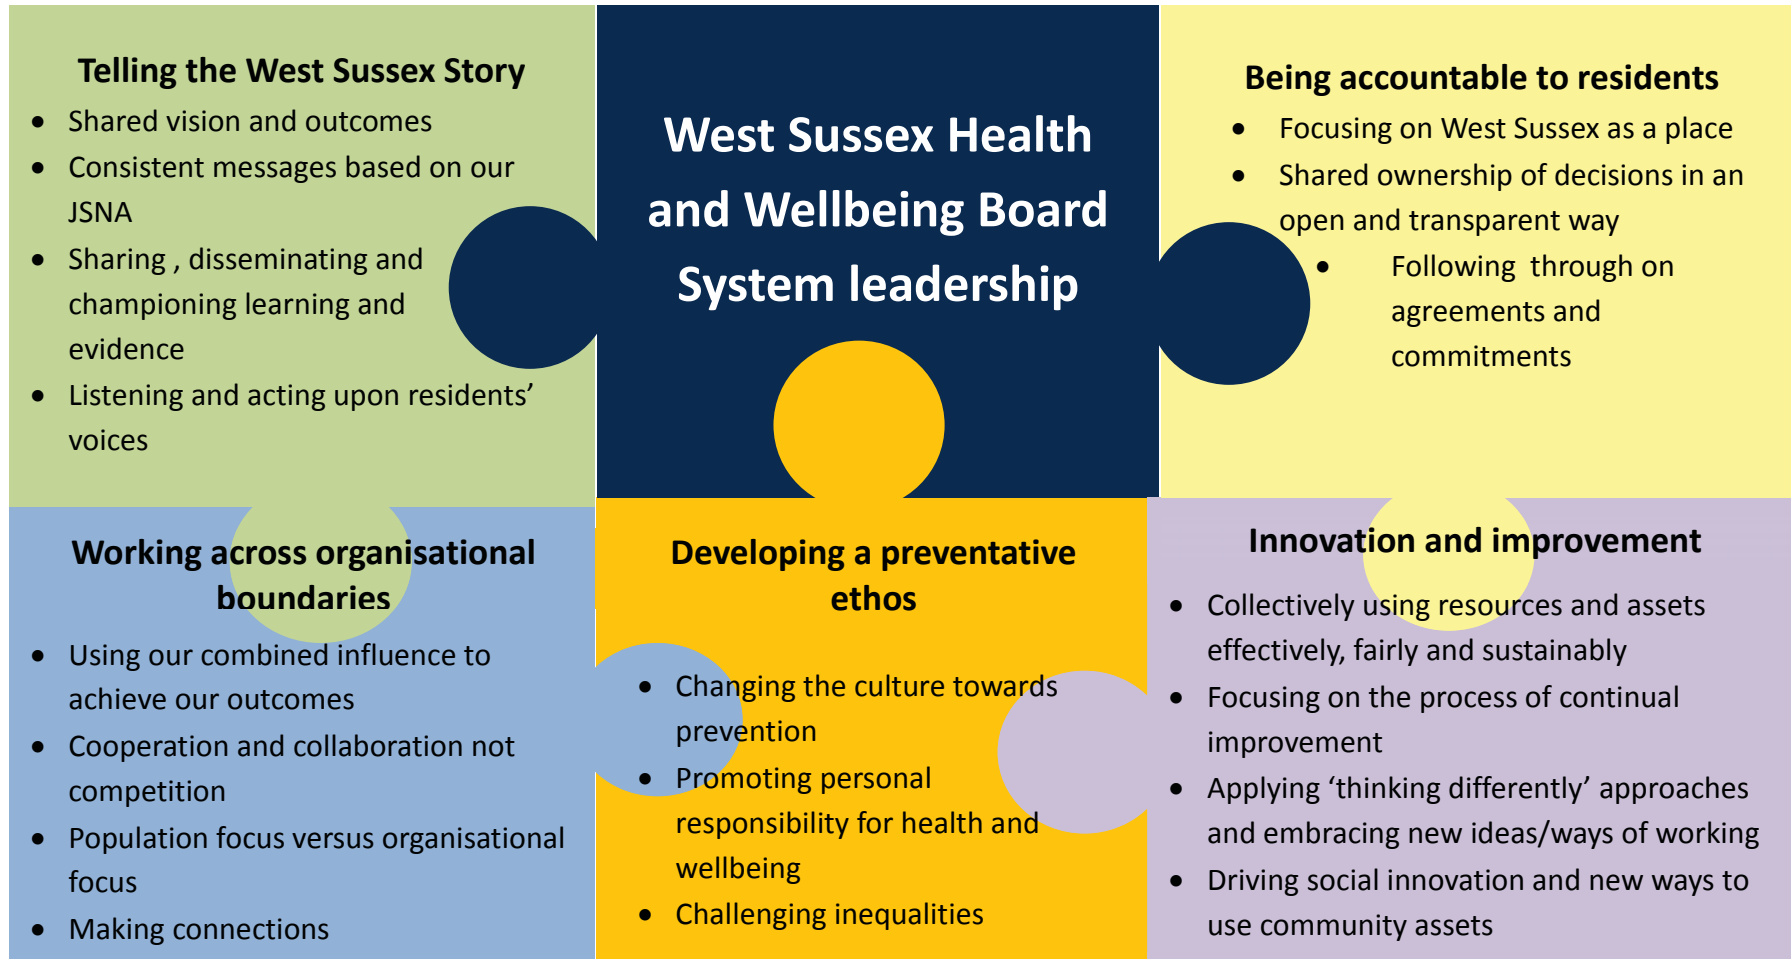 Telling the West Sussex Story
• Shared vision and outcomes
• Consistent messages based on our
JSNA
• Sharing , disseminating and
championing learning and
evidence
• Listening and acting upon residents’
voices
West Sussex Health
and Wellbeing Board
System leadership
Being accountable to residents
• Focusing on West Sussex as a place
• Shared ownership of decisions in an
open and transparent way
• Following through on
agreements and
commitments
Working across organisational
boundaries
• Using our combined influence to
achieve our outcomes
• Cooperation and collaboration not
competition
• Population focus versus organisational
focus
• Making connections
Developing a preventative
ethos
• Changing the culture towards
prevention
• Promoting personal
responsibility for health and
wellbeing
• Challenging inequalities
Innovation and improvement
• Collectively using resources and assets
effectively, fairly and sustainably
• Focusing on the process of continual
improvement
• Applying ‘thinking differently’ approaches
and embracing new ideas/ways of working
• Driving social innovation and new ways to
use community assets